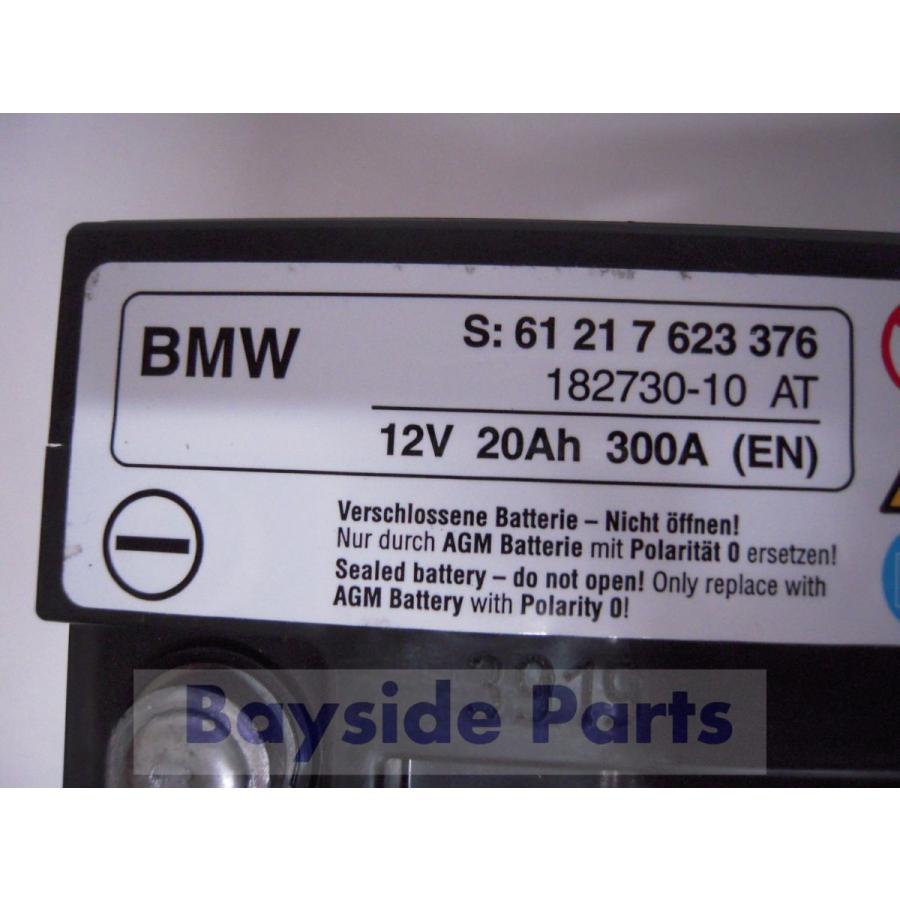 BMW
S: 61 21 7 623 376
182730-10 AT
12V 20Ah 300A (EN)
Verschlossene Batterie – Nicht öffnen!
Nur durch AGM Batterie mit Polarität 0 ersetzen!
Sealed battery – do not open! Only replace with
AGM Battery with Polarity 0!
Bayside Parts